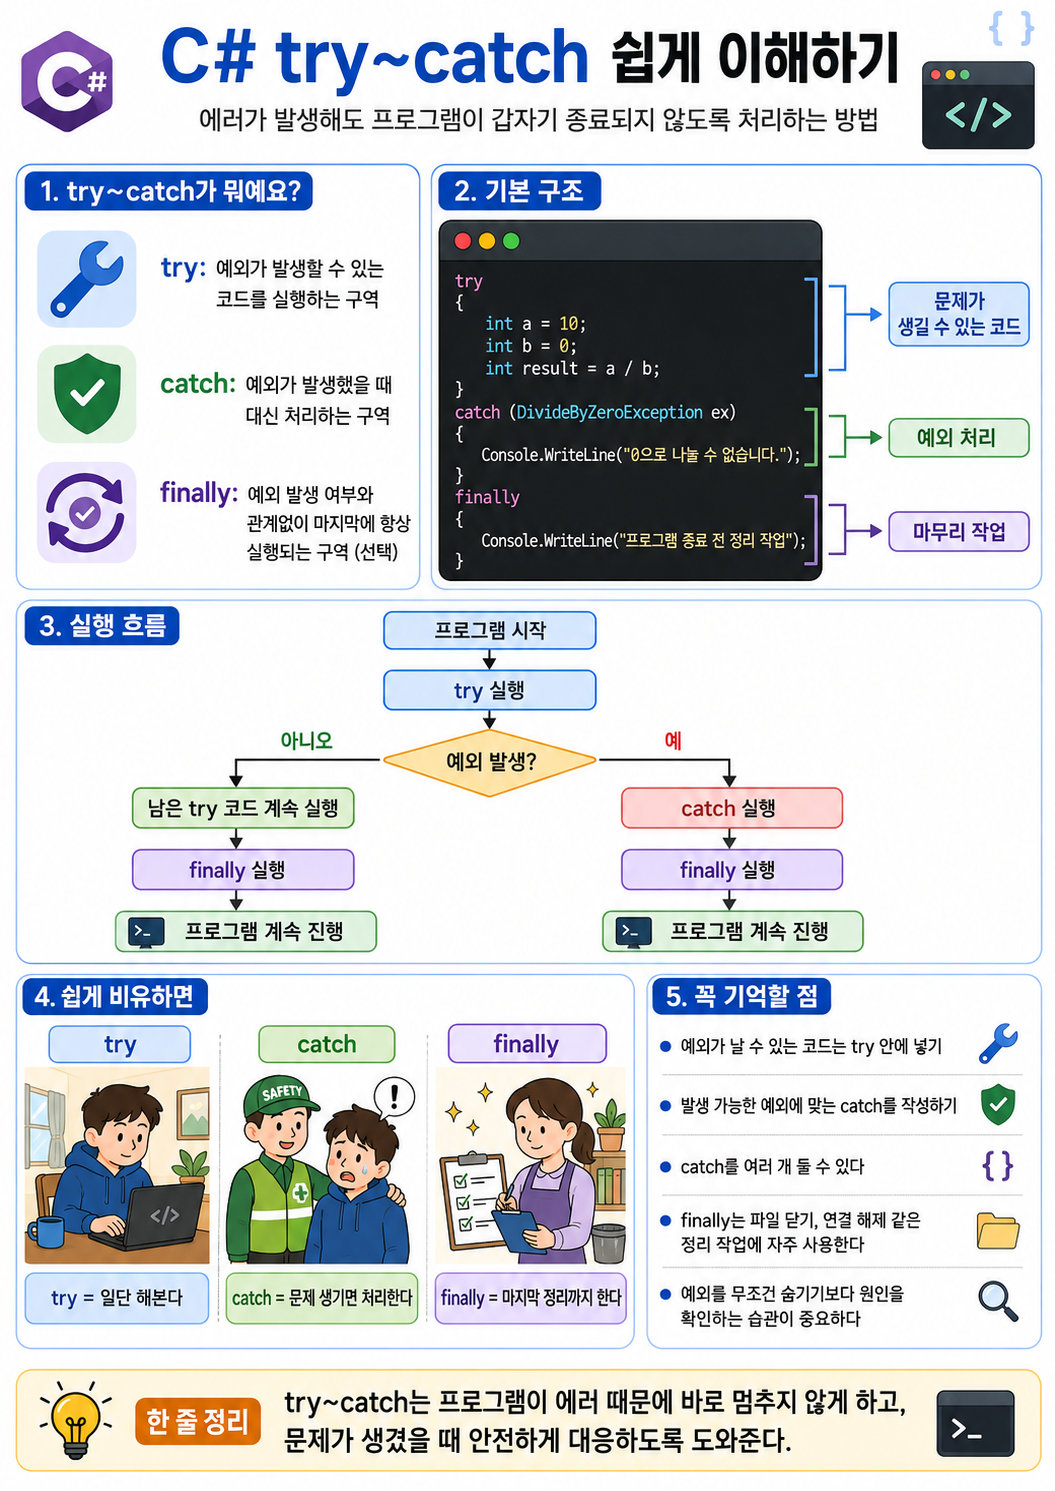 C# try~catch 쉽게 이해하기
{ }
C#
</>
에러가 발생해도 프로그램이 갑자기 종료되지 않도록 처리하는 방법
1. try~catch가 뭐예요?
try: 예외가 발생할 수 있는
코드를 실행하는 구역
catch: 예외가 발생했을 때
대신 처리하는 구역
finally: 예외 발생 여부와
관계없이 마지막에 항상
실행되는 구역 (선택)
2. 기본 구조
try
{
int a = 10;
int b = 0;
int result = a / b;
}
catch (DivideByZeroException ex)
{
Console.WriteLine("0으로 나눌 수 없습니다.");
}
finally
{
Console.WriteLine("프로그램 종료 전 정리 작업");
}
문제가
생길 수 있는 코드
예외 처리
마무리 작업
3. 실행 흐름
프로그램 시작
try 실행
예외 발생?
아니오
예
남은 try 코드 계속 실행
catch 실행
finally 실행
finally 실행
>_ 프로그램 계속 진행
>_ 프로그램 계속 진행
4. 쉽게 비유하면
try
catch
finally
</>
SAFETY
!
try = 일단 해본다
catch = 문제 생기면 처리한다
finally = 마지막 정리까지 한다
5. 꼭 기억할 점
예외가 날 수 있는 코드는 try 안에 넣기
발생 가능한 예외에 맞는 catch를 작성하기
catch를 여러 개 둘 수 있다
{ }
finally는 파일 닫기, 연결 해제 같은
정리 작업에 자주 사용한다
예외를 무조건 숨기기보다 원인을
확인하는 습관이 중요하다
한 줄 정리
try~catch는 프로그램이 에러 때문에 바로 멈추지 않게 하고,
문제가 생겼을 때 안전하게 대응하도록 도와준다.
>_